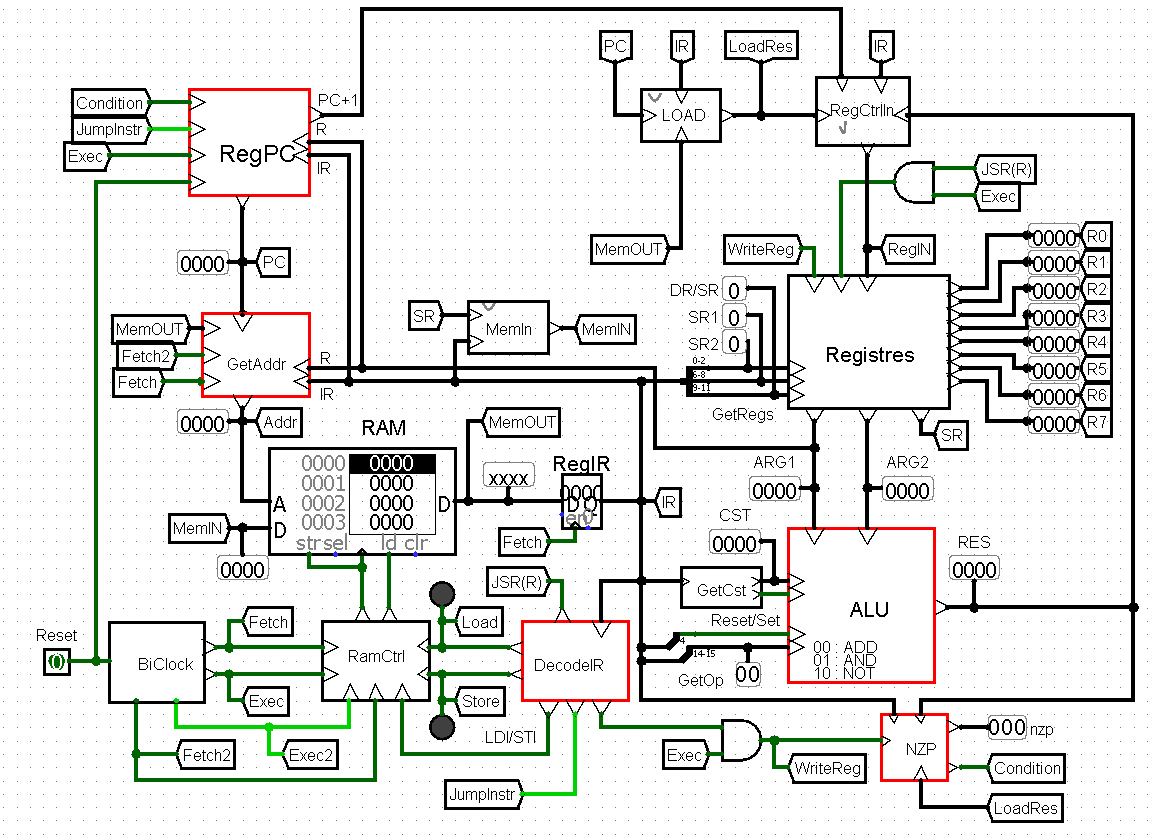 PC
IR
LoadRes
IR
Condition
PC+1
JumpInstr
R
LOAD
RegCtrlIn
Exec
RegPC
IR
JSR(R)
Exec
MemOUT
WriteReg
RegIN
0000
R0
0000
PC
0000
R1
DR/SR
0
0000
R2
SR
SR1
0
0000
R3
MemOUT
MemIn
MemIN
SR2
0
0000
R4
Fetch2
GetAddr
R
Registres
0-2
0000
R5
Fetch
IR
6-8
9-11
0000
R6
0000
Addr
GetRegs
0000
R7
RAM
MemOUT
SR
0000
0000
xxxx
RegIR
ARG1
ARG2
0001
0000
0002
0000
A
D
0000
D Q
en
IR
0000
0000
0003
0000
MemIN
D
str
sel
ld
clr
Fetch
CST
0000
0000
RES
0000
JSR(R)
GetCst
ALU
Fetch
Load
Reset/Set
4
Reset
0
BiClock
RamCtrl
DecodeIR
14-15
00 : ADD
01 : AND
10 : NOT
GetOp
00
Exec
Store
LDI/STI
Fetch2
Exec2
Exec
NZP
000
nzp
WriteReg
Condition
JumpInstr
LoadRes